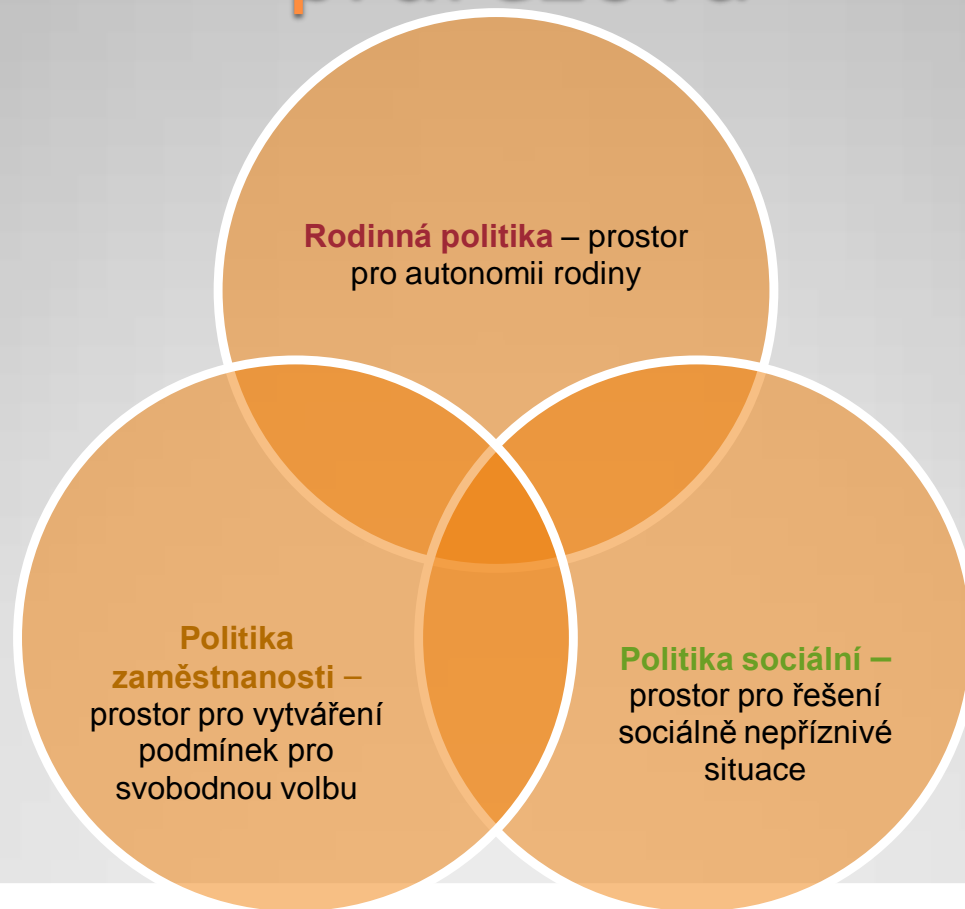 Rodinná politika – prostor
pro autonomii rodiny
Politika
zaměstnanosti –
prostor pro vytváření
podmínek pro
svobodnou volbu
Politika sociální –
prostor pro řešení
sociálně nepříznivé
situace